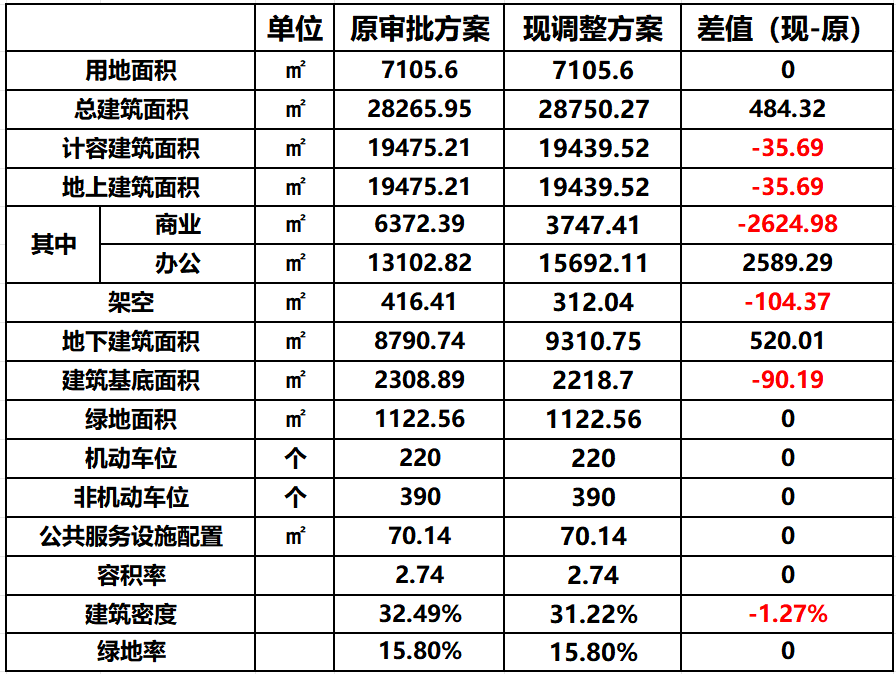 单位 原审批方案 现调整方案 差值（现-原）
用地面积 ㎡ 7105.6 7105.6 0
总建筑面积 ㎡ 28265.95 28750.27 484.32
计容建筑面积 ㎡ 19475.21 19439.52 -35.69
地上建筑面积 ㎡ 19475.21 19439.52 -35.69
其中 商业 ㎡ 6372.39 3747.41 -2624.98
办公 ㎡ 13102.82 15692.11 2589.29
架空 ㎡ 416.41 312.04 -104.37
地下建筑面积 ㎡ 8790.74 9310.75 520.01
建筑基底面积 ㎡ 2308.89 2218.7 -90.19
绿地面积 ㎡ 1122.56 1122.56 0
机动车位 个 220 220 0
非机动车位 个 390 390 0
公共服务设施配置 ㎡ 70.14 70.14 0
容积率 2.74 2.74 0
建筑密度 32.49% 31.22% -1.27%
绿地率 15.80% 15.80% 0